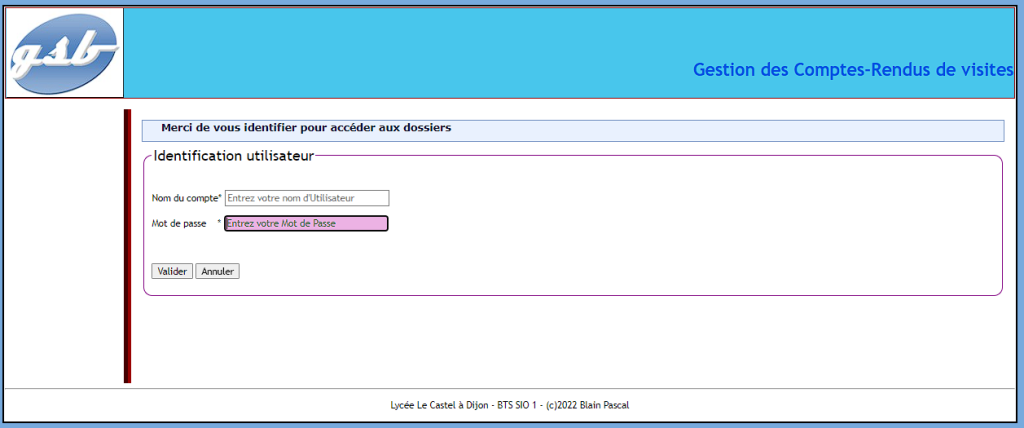 gsb
Gestion des Comptes-Rendus de visites
Merci de vous identifier pour accéder aux dossiers
Identification utilisateur
Nom du compte* Entrez votre nom d'Utilisateur
Mot de passe * Entrez votre Mot de Passe
Valider Annuler
Lycée Le Castel à Dijon - BTS SIO 1 - (c)2022 Blain Pascal